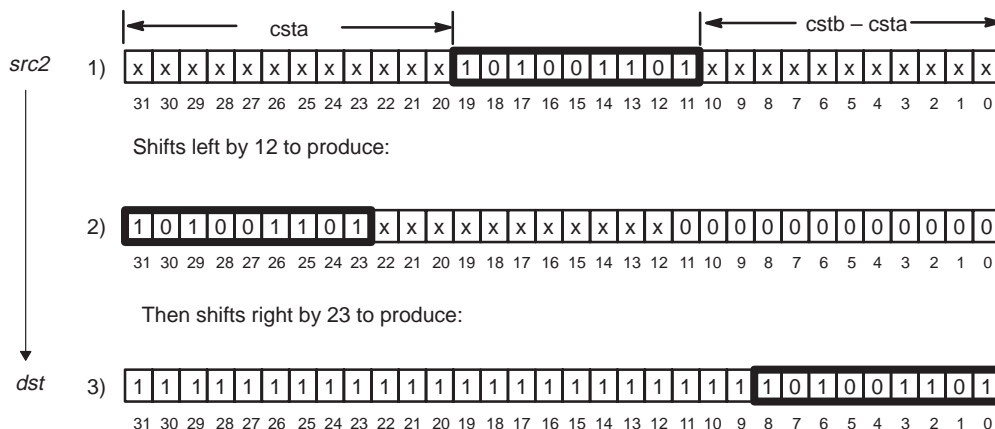 csta cstb – csta
src2 1) x x x x x x x x x x x x 1 0 1 0 0 1 1 0 1 x x x x x x x x x x x
31 30 29 28 27 26 25 24 23 22 21 20 19 18 17 16 15 14 13 12 11 10 9 8 7 6 5 4 3 2 1 0
Shifts left by 12 to produce:
2) 1 0 1 0 0 1 1 0 1 x x x x x x x x x x x 0 0 0 0 0 0 0 0 0 0 0 0
31 30 29 28 27 26 25 24 23 22 21 20 19 18 17 16 15 14 13 12 11 10 9 8 7 6 5 4 3 2 1 0
Then shifts right by 23 to produce:
dst 3) 1 1 1 1 1 1 1 1 1 1 1 1 1 1 1 1 1 1 1 1 1 1 1 1 0 1 0 0 1 1 0 1
31 30 29 28 27 26 25 24 23 22 21 20 19 18 17 16 15 14 13 12 11 10 9 8 7 6 5 4 3 2 1 0